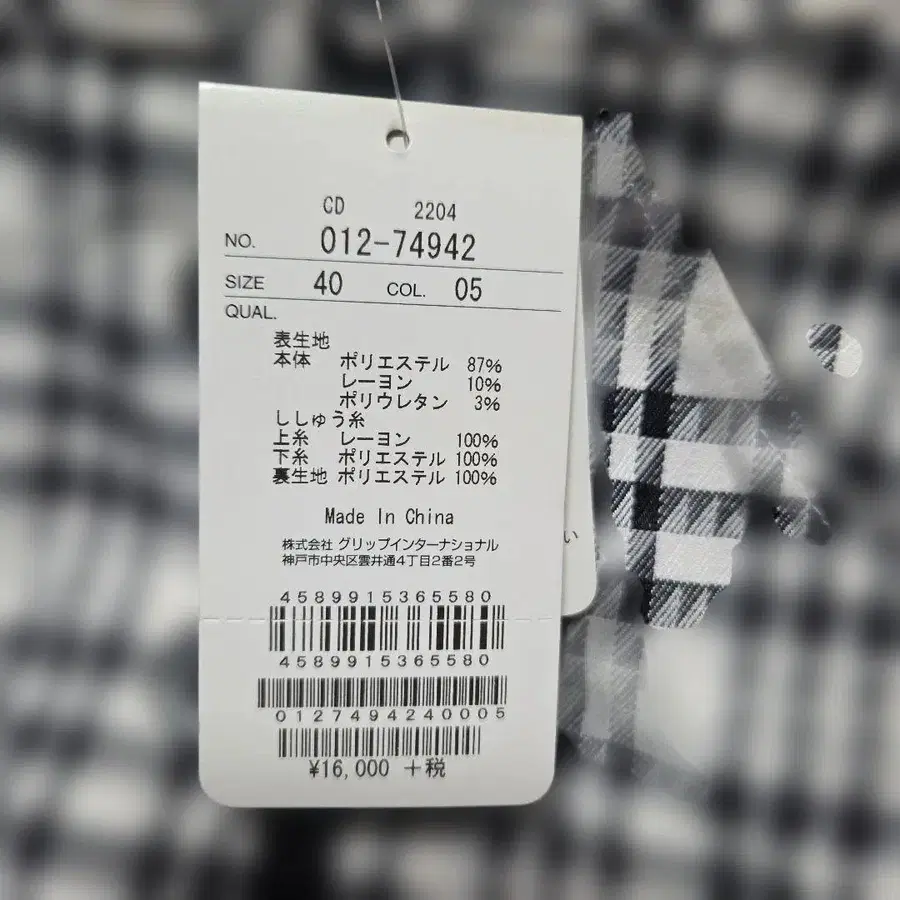 CD 2204
NO. 012-74942
SIZE 40 COL. 05
QUAL.
表生地
本体 ポリエステル 87%
レーヨン 10%
ポリウレタン 3%
ししゅう糸
上糸 レーヨン 100%
下糸 ポリエステル 100%
裏生地 ポリエステル 100%
Made In China
株式会社 グリップインターナショナル
神戸市中央区雲井通4丁目2番2号
4589915365580
4589915365580
0127494240005
¥16,000 +税
い